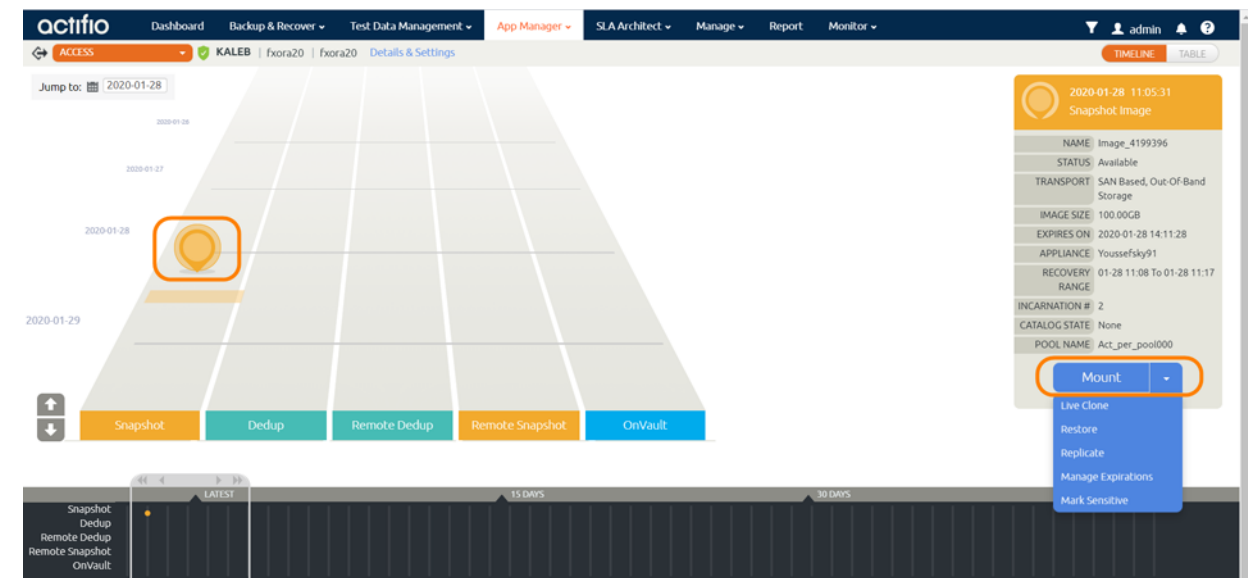 actifio Dashboard Backup & Recover Test Data Management App Manager SLA Architect Manage Report Monitor admin
ACCESS KALEB | fxora20 | fxora20 Details & Settings TIMELINE TABLE
Jump to: 2020-01-28
2020-01-28
2020-01-27
2020-01-28
2020-01-29
Snapshot Dedup Remote Dedup Remote Snapshot OnVault
2020-01-28 11:05:31
Snapshot Image
NAME Image_4199396
STATUS Available
TRANSPORT SAN Based, Out-Of-Band
Storage
IMAGE SIZE 100.00GB
EXPIRES ON 2020-01-28 14:11:28
APPLIANCE Youssefsky91
RECOVERY RANGE 01-28 11:08 To 01-28 11:17
INCARNATION # 2
CATALOG STATE None
POOL NAME Act_per_pool000
Mount
Live Clone
Restore
Replicate
Manage Expirations
Mark Sensitive
LATEST 15 DAYS 30 DAYS
Snapshot
Dedup
Remote Dedup
Remote Snapshot
OnVault